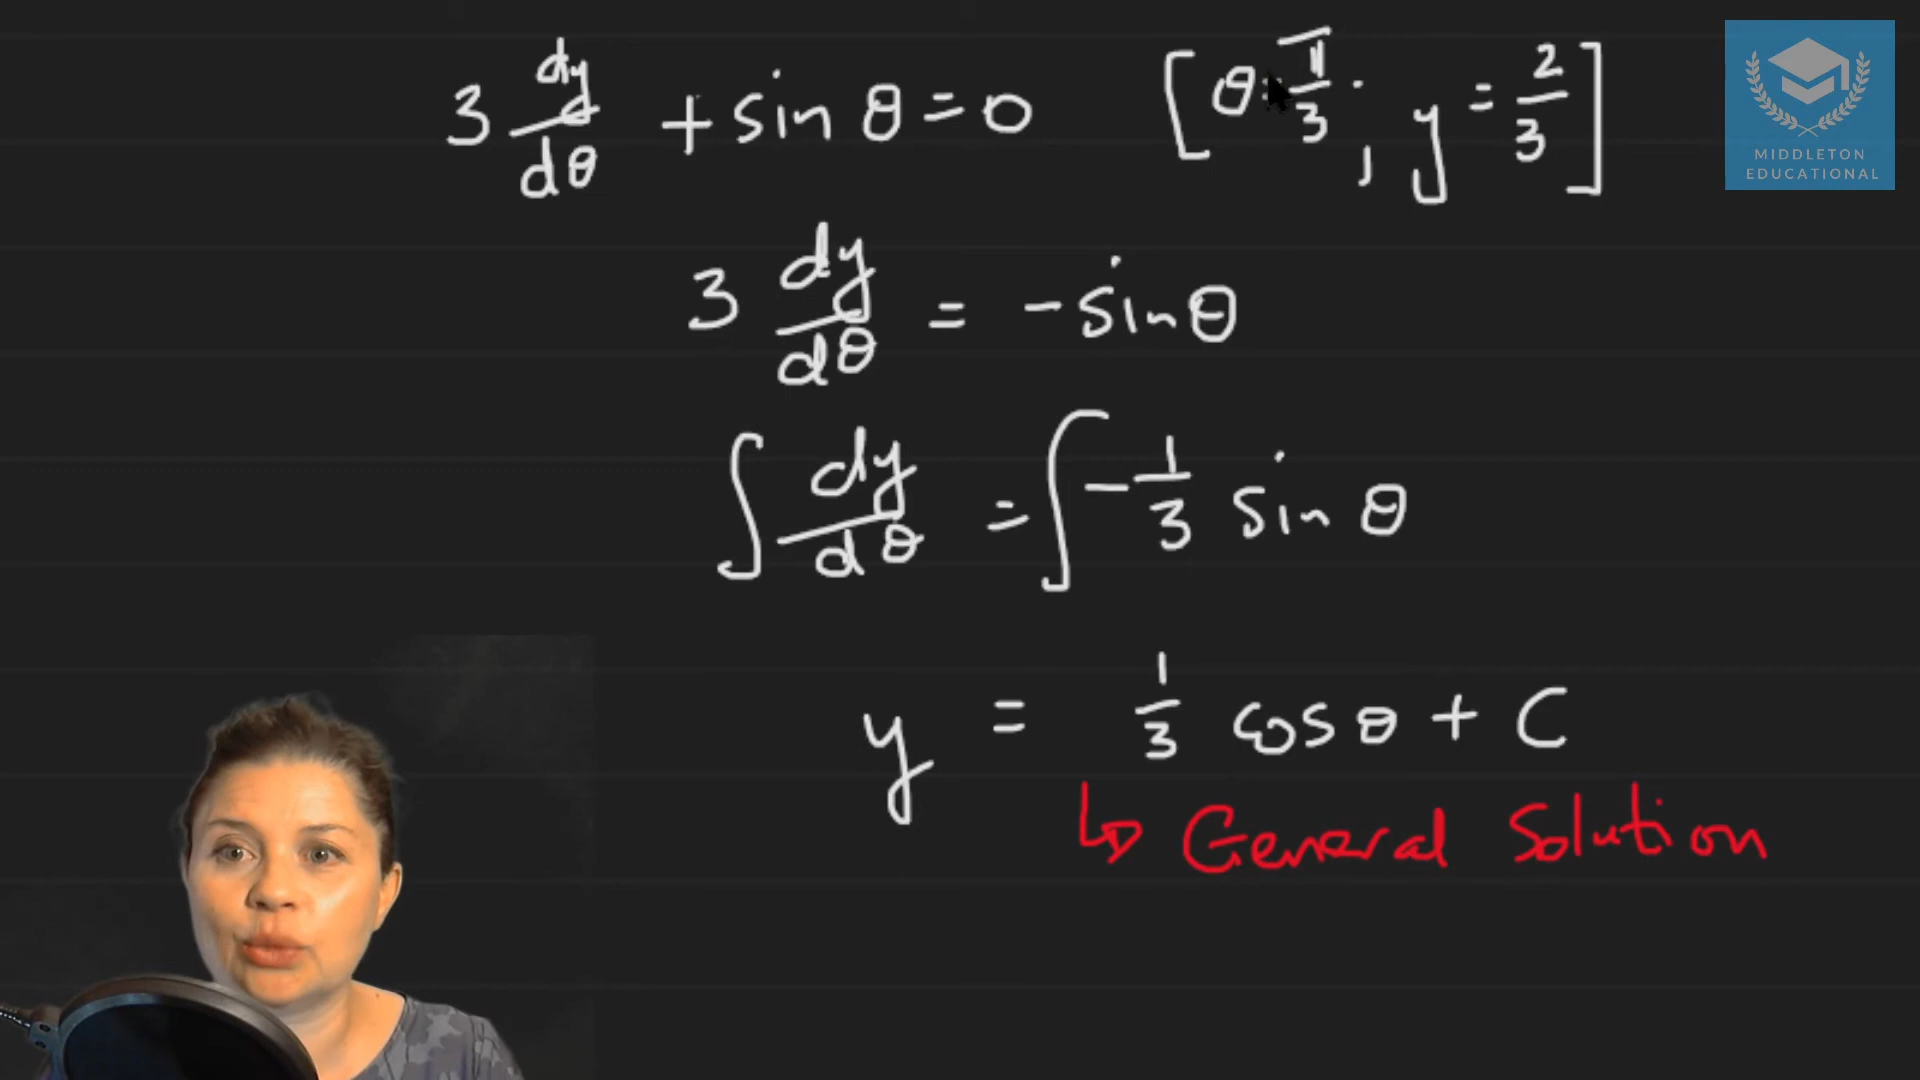 3 dy/dθ + sin θ = 0 [θ = π/3 , y = 2/3]
MIDDLETON
EDUCATIONAL
3 dy/dθ = - sin θ
∫ dy/dθ = ∫ - 1/3 sin θ
y = 1/3 cos θ + C
↳ General Solution